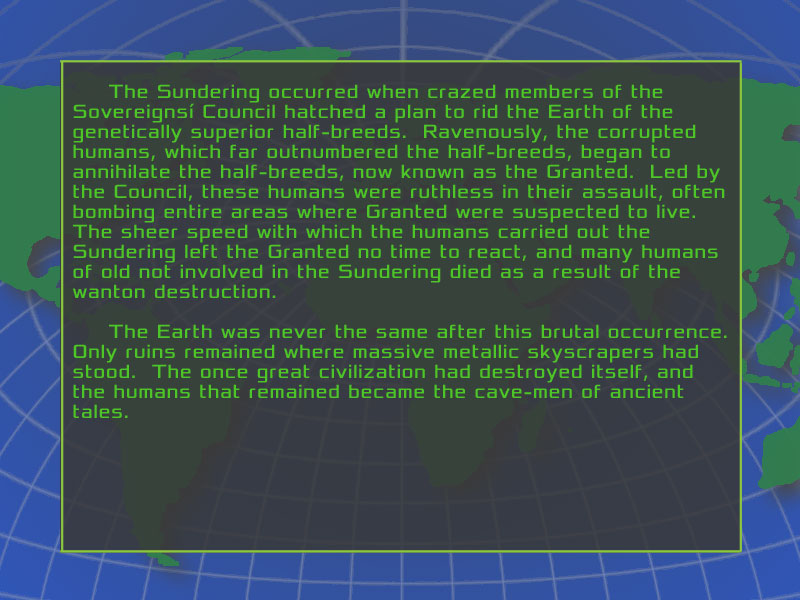 The Sundering occurred when crazed members of the
Sovereignsí Council hatched a plan to rid the Earth of the
genetically superior half-breeds.  Ravenously, the corrupted
humans, which far outnumbered the half-breeds, began to
annihilate the half-breeds, now known as the Granted.  Led by
the Council, these humans were ruthless in their assault, often
bombing entire areas where Granted were suspected to live.
The sheer speed with which the humans carried out the
Sundering left the Granted no time to react, and many humans
of old not involved in the Sundering died as a result of the
wanton destruction.

The Earth was never the same after this brutal occurrence.
Only ruins remained where massive metallic skyscrapers had
stood.  The once great civilization had destroyed itself, and
the humans that remained became the cave-men of ancient
tales.